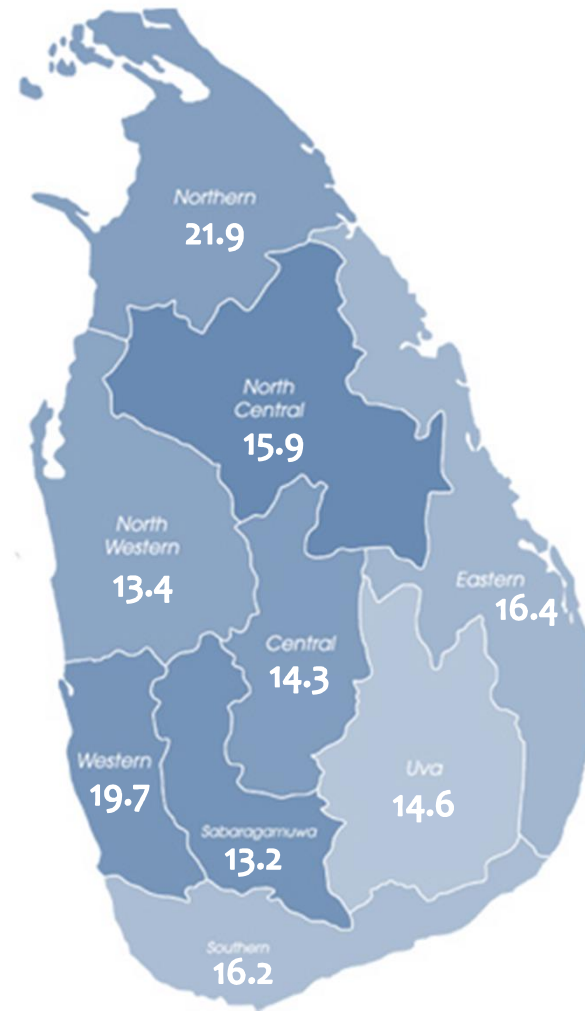 Northern
21.9
North
Central
15.9
North
Western
13.4
Eastern
16.4
Central
14.3
Western
19.7
Uva
14.6
Sabaragamuwa
13.2
Southern
16.2